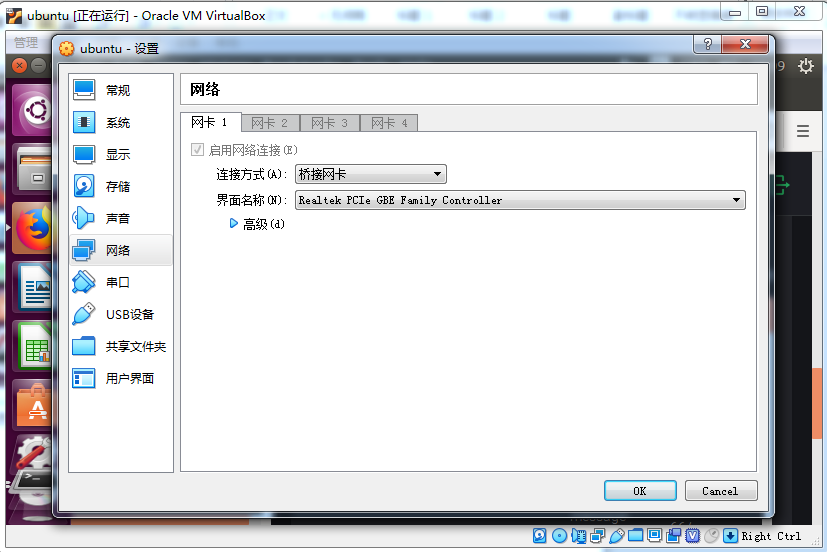 ubuntu [正在运行] - Oracle VM VirtualBox
管理
ubuntu - 设置
常规
系统
显示
存储
声音
网络
串口
USB设备
共享文件夹
用户界面
网络
网卡 1
网卡 2
网卡 3
网卡 4
启用网络连接(E)
连接方式(A):
桥接网卡
界面名称(N):
Realtek PCIe GBE Family Controller
高级(d)
OK
Cancel
Right Ctrl